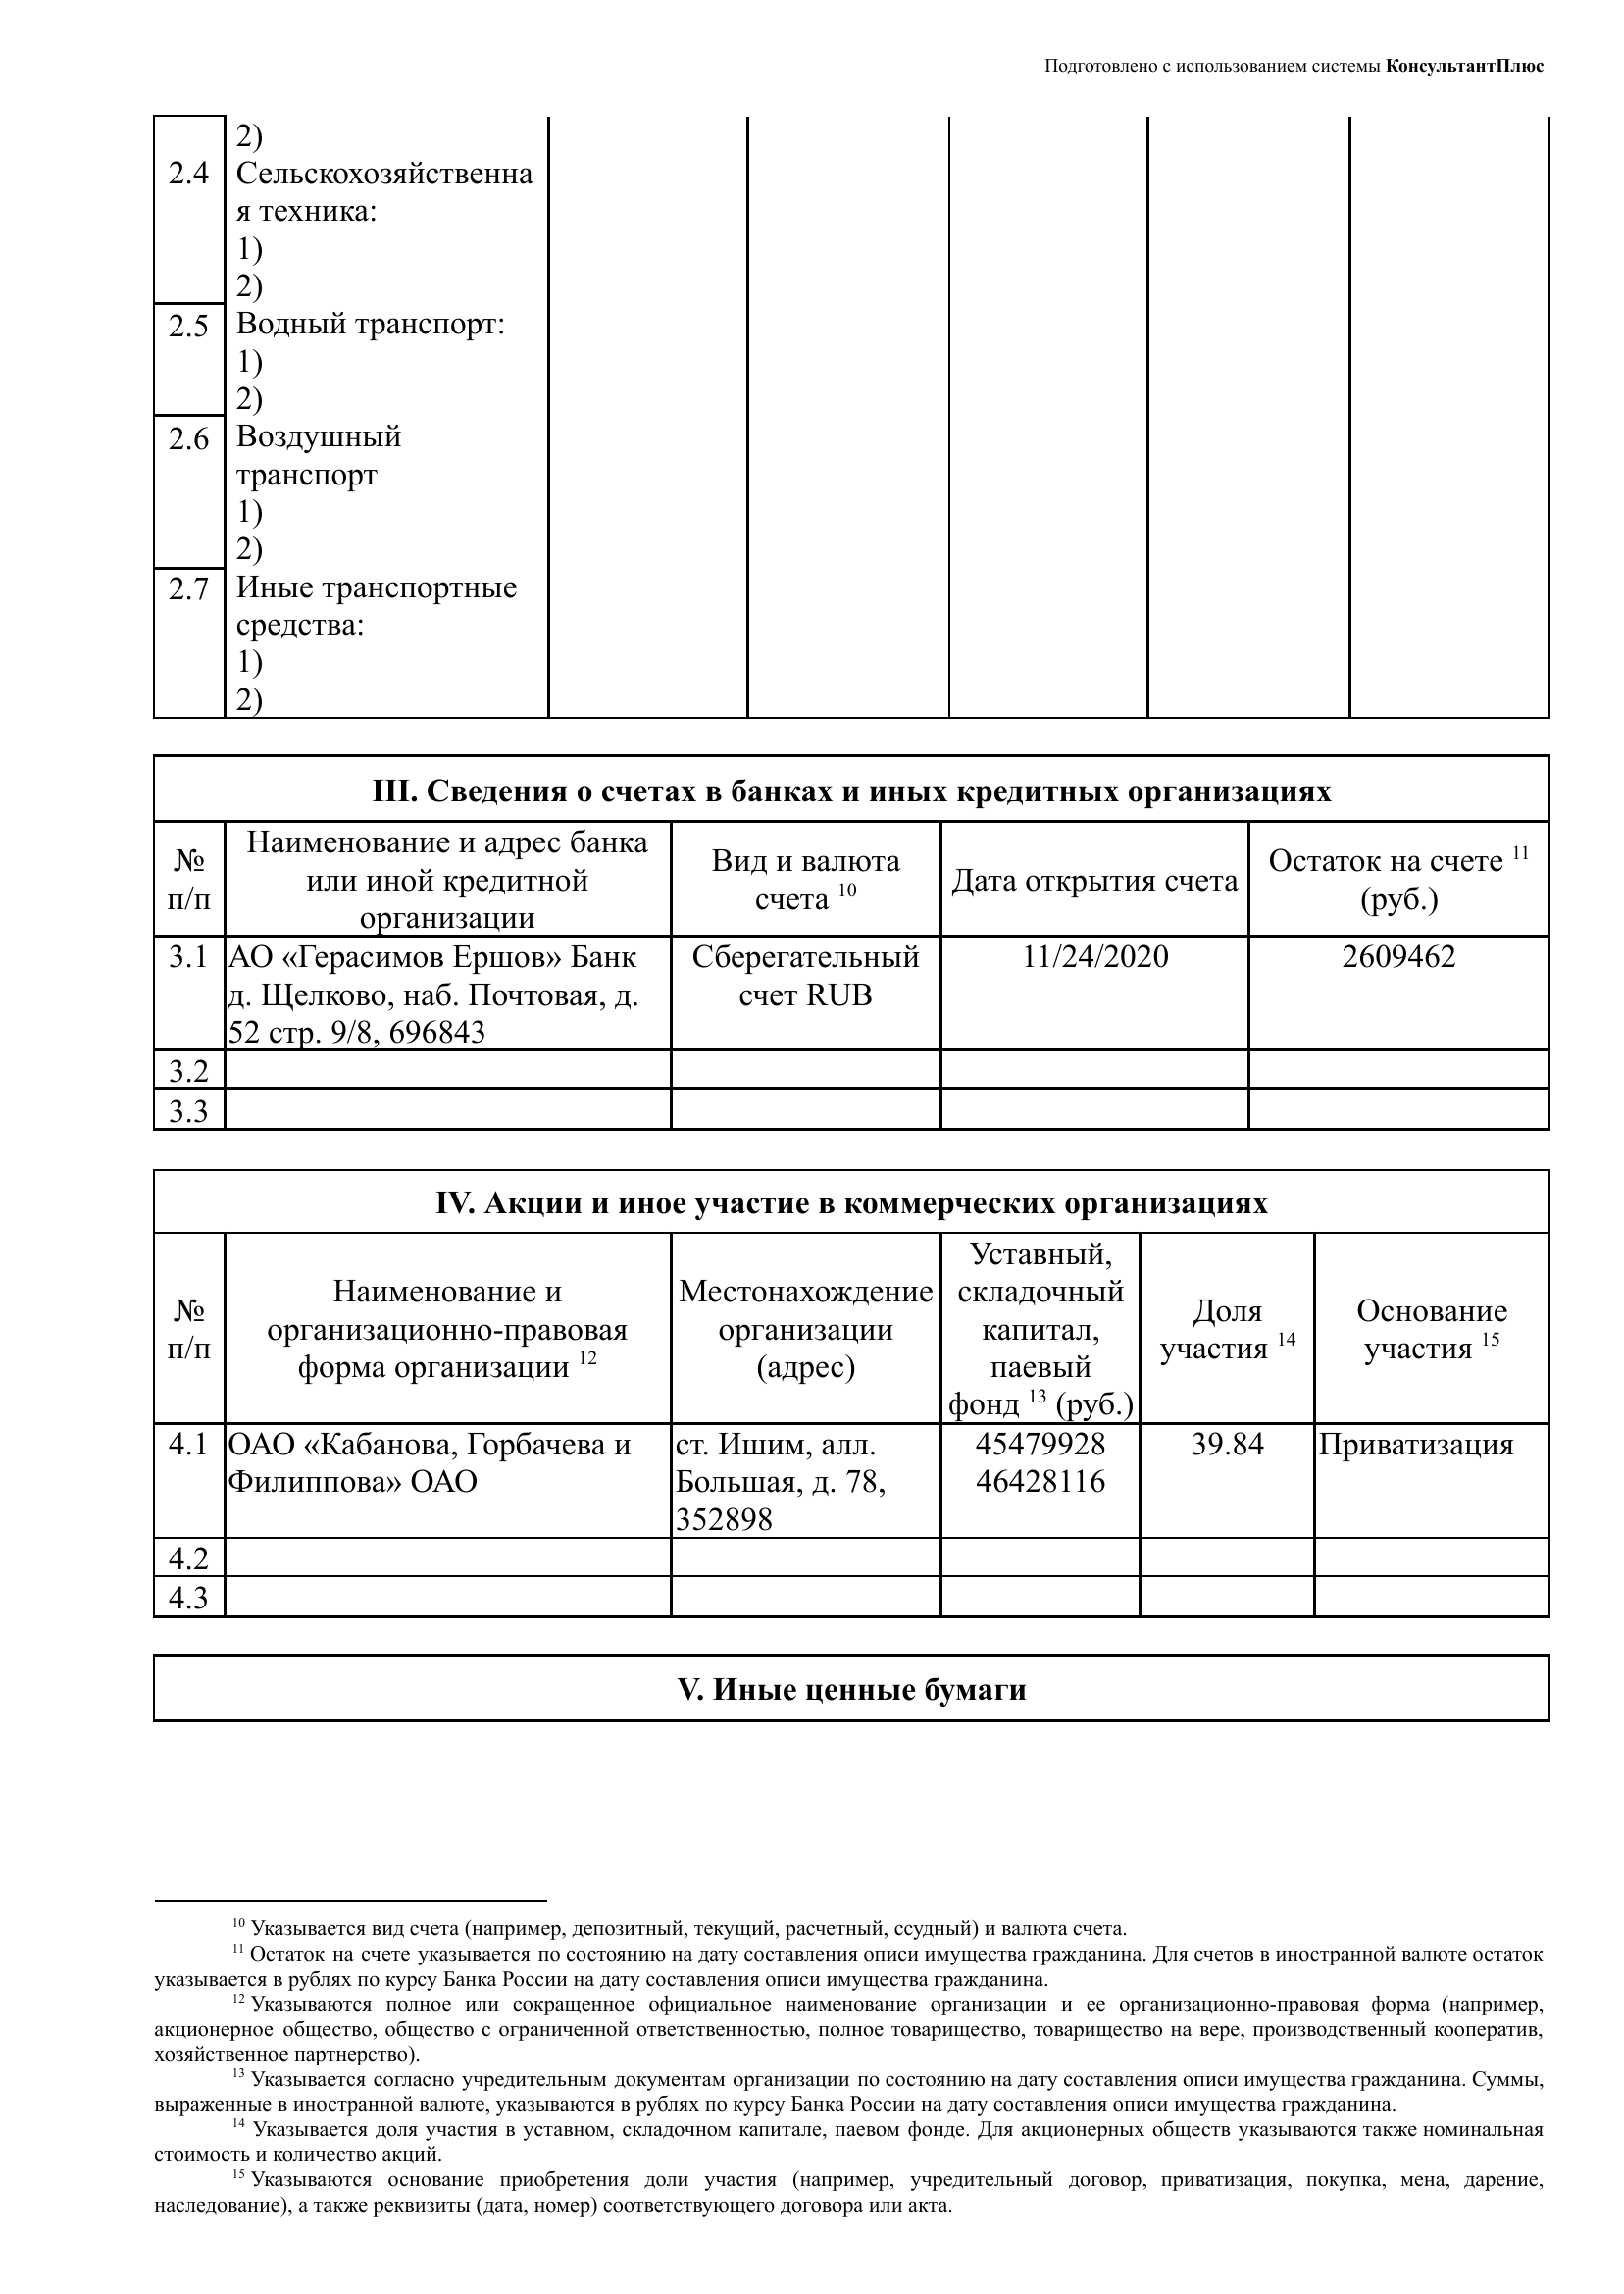 Подготовлено с использованием системы КонсультантПлюс
2)
2.4 Сельскохозяйственна
я техника:
1)
2)
2.5 Водный транспорт:
1)
2)
2.6 Воздушный
транспорт
1)
2)
2.7 Иные транспортные
средства:
1)
2)
III. Сведения о счетах в банках и иных кредитных организациях
№
п/п
Наименование и адрес банка
или иной кредитной
организации
Вид и валюта
счета 10
Дата открытия счета
Остаток на счете 11
(руб.)
3.1
АО «Герасимов Ершов» Банк
д. Щелково, наб. Почтовая, д.
52 стр. 9/8, 696843
Сберегательный
счет RUB
11/24/2020
2609462
3.2
3.3
IV. Акции и иное участие в коммерческих организациях
№
п/п
Наименование и
организационно-правовая
форма организации 12
Местонахождение
организации
(адрес)
Уставный,
складочный
капитал,
паевый
фонд 13 (руб.)
Доля
участия 14
Основание
участия 15
4.1
ОАО «Кабанова, Горбачева и
Филиппова» ОАО
ст. Ишим, алл.
Большая, д. 78,
352898
45479928
46428116
39.84
Приватизация
4.2
4.3
V. Иные ценные бумаги
10 Указывается вид счета (например, депозитный, текущий, расчетный, ссудный) и валюта счета.
11 Остаток на счете указывается по состоянию на дату составления описи имущества гражданина. Для счетов в иностранной валюте остаток
указывается в рублях по курсу Банка России на дату составления описи имущества гражданина.
12 Указываются полное или сокращенное официальное наименование организации и ее организационно-правовая форма (например,
акционерное общество, общество с ограниченной ответственностью, полное товарищество, товарищество на вере, производственный кооператив,
хозяйственное партнерство).
13 Указывается согласно учредительным документам организации по состоянию на дату составления описи имущества гражданина. Суммы,
выраженные в иностранной валюте, указываются в рублях по курсу Банка России на дату составления описи имущества гражданина.
14 Указывается доля участия в уставном, складочном капитале, паевом фонде. Для акционерных обществ указываются также номинальная
стоимость и количество акций.
15 Указываются основание приобретения доли участия (например, учредительный договор, приватизация, покупка, мена, дарение,
наследование), а также реквизиты (дата, номер) соответствующего договора или акта.